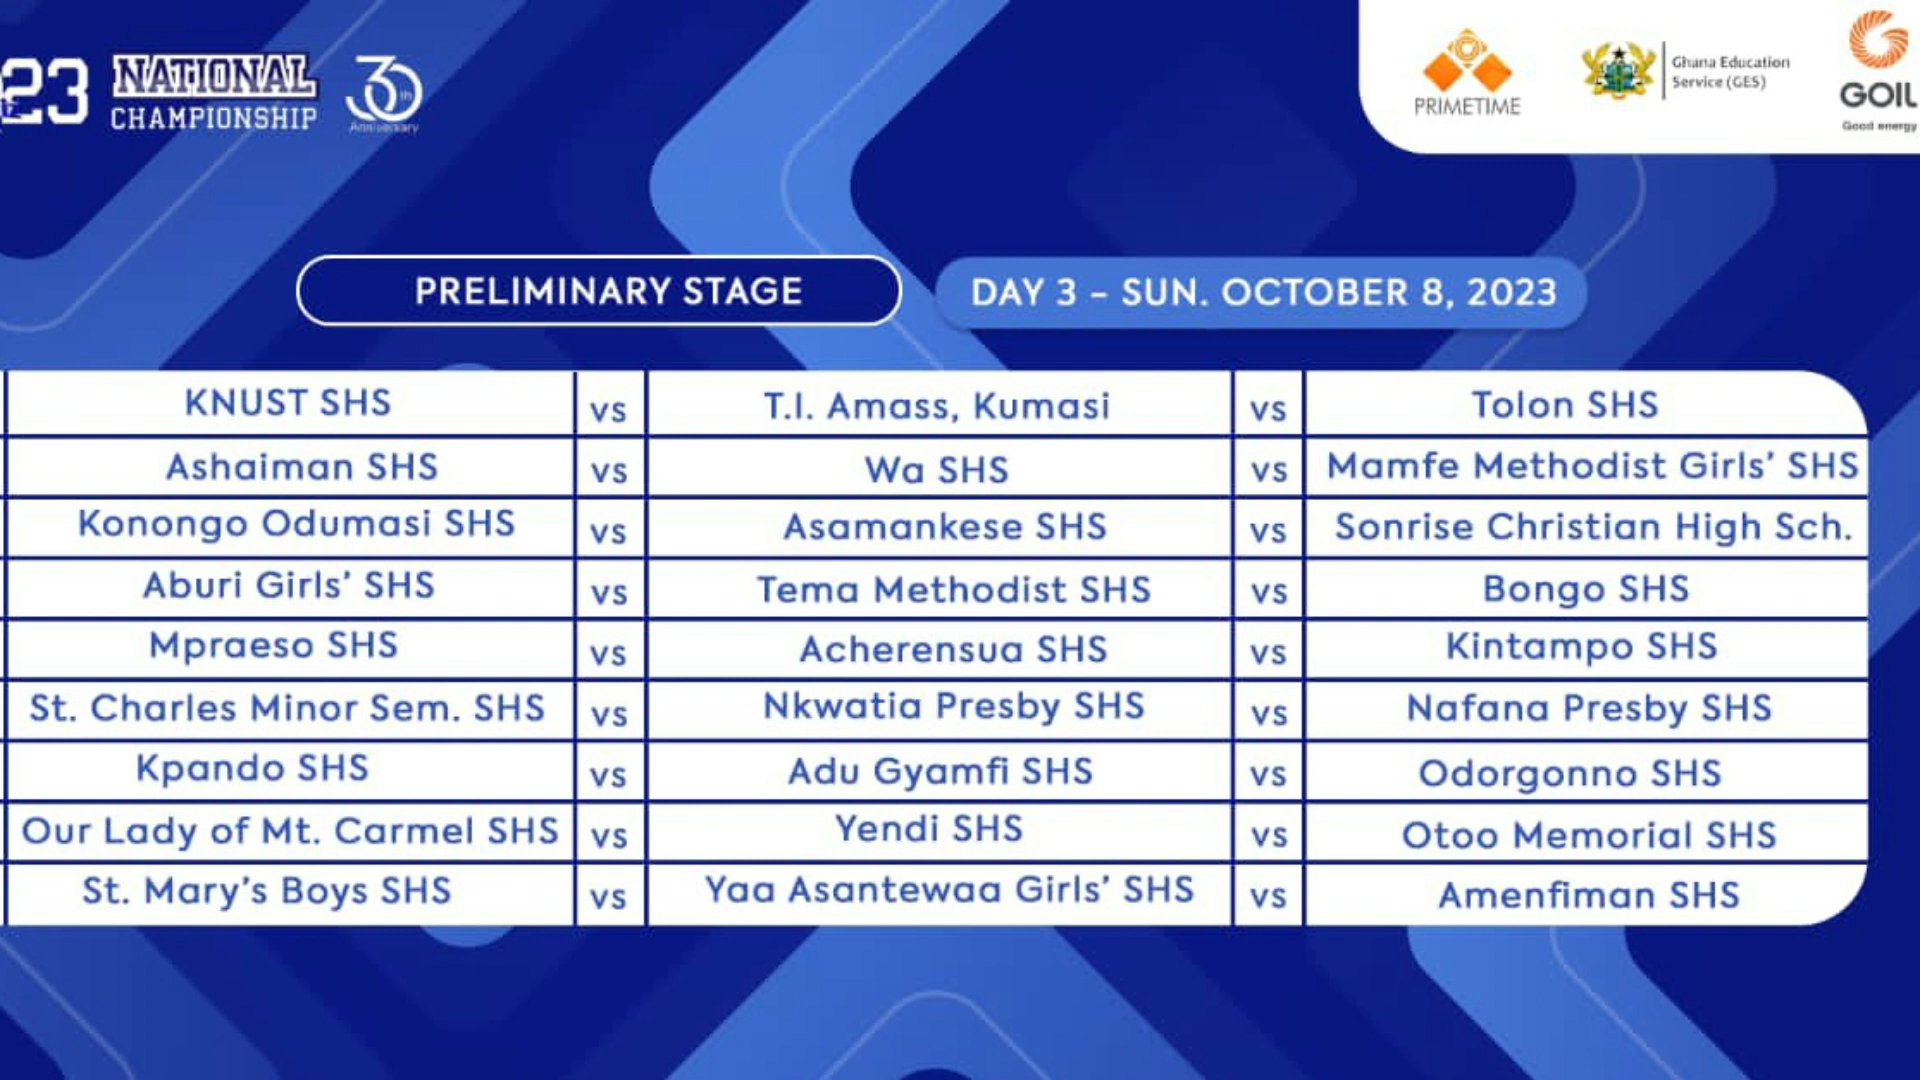 23 NATIONAL CHAMPIONSHIP 30th Anniversary
PRIMETIME
Ghana Education
Service (GES)
GOIL
Good energy
PRELIMINARY STAGE DAY 3 – SUN. OCTOBER 8, 2023
KNUST SHS vs T.I. Amass, Kumasi vs Tolon SHS
Ashaiman SHS vs Wa SHS vs Mamfe Methodist Girls’ SHS
Konongo Odumasi SHS vs Asamankese SHS vs Sonrise Christian High Sch.
Aburi Girls’ SHS vs Tema Methodist SHS vs Bongo SHS
Mpraeso SHS vs Acherensua SHS vs Kintampo SHS
St. Charles Minor Sem. SHS vs Nkwatia Presby SHS vs Nafana Presby SHS
Kpando SHS vs Adu Gyamfi SHS vs Odorgonno SHS
Our Lady of Mt. Carmel SHS vs Yendi SHS vs Otoo Memorial SHS
St. Mary’s Boys SHS vs Yaa Asantewaa Girls’ SHS vs Amenfiman SHS